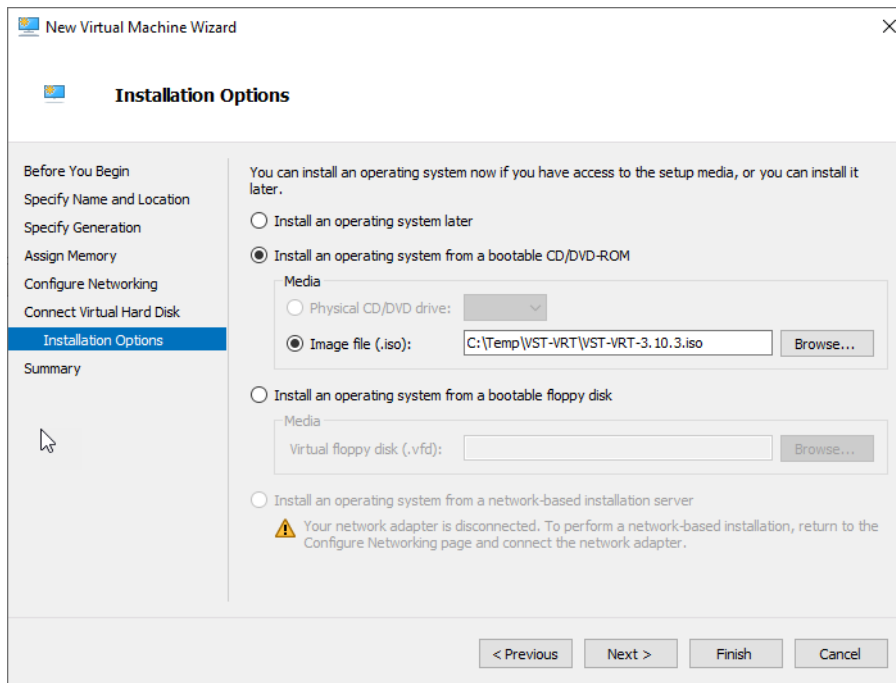 New Virtual Machine Wizard
Installation Options
Before You Begin
Specify Name and Location
Specify Generation
Assign Memory
Configure Networking
Connect Virtual Hard Disk
Installation Options
Summary
You can install an operating system now if you have access to the setup media, or you can install it
later.
Install an operating system later
Install an operating system from a bootable CD/DVD-ROM
Media
Physical CD/DVD drive:
Image file (.iso): C:\Temp\VST-VRT\VST-VRT-3.10.3.iso Browse...
Install an operating system from a bootable floppy disk
Media
Virtual floppy disk (.vfd): Browse...
Install an operating system from a network-based installation server
Your network adapter is disconnected. To perform a network-based installation, return to the
Configure Networking page and connect the network adapter.
< Previous Next > Finish Cancel